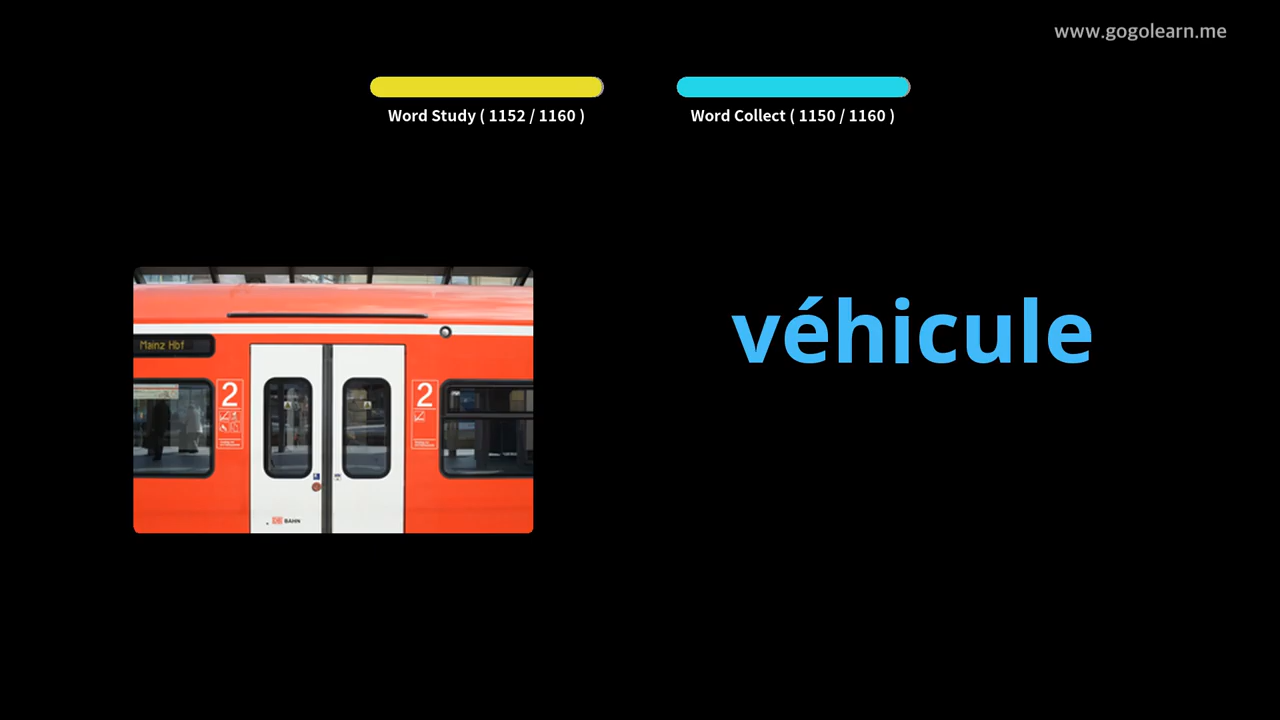 www.gogolearn.me
Word Study ( 1152 / 1160 )
Word Collect ( 1150 / 1160 )
véhicule
Mainz Hbf
2
2
DB BAHN